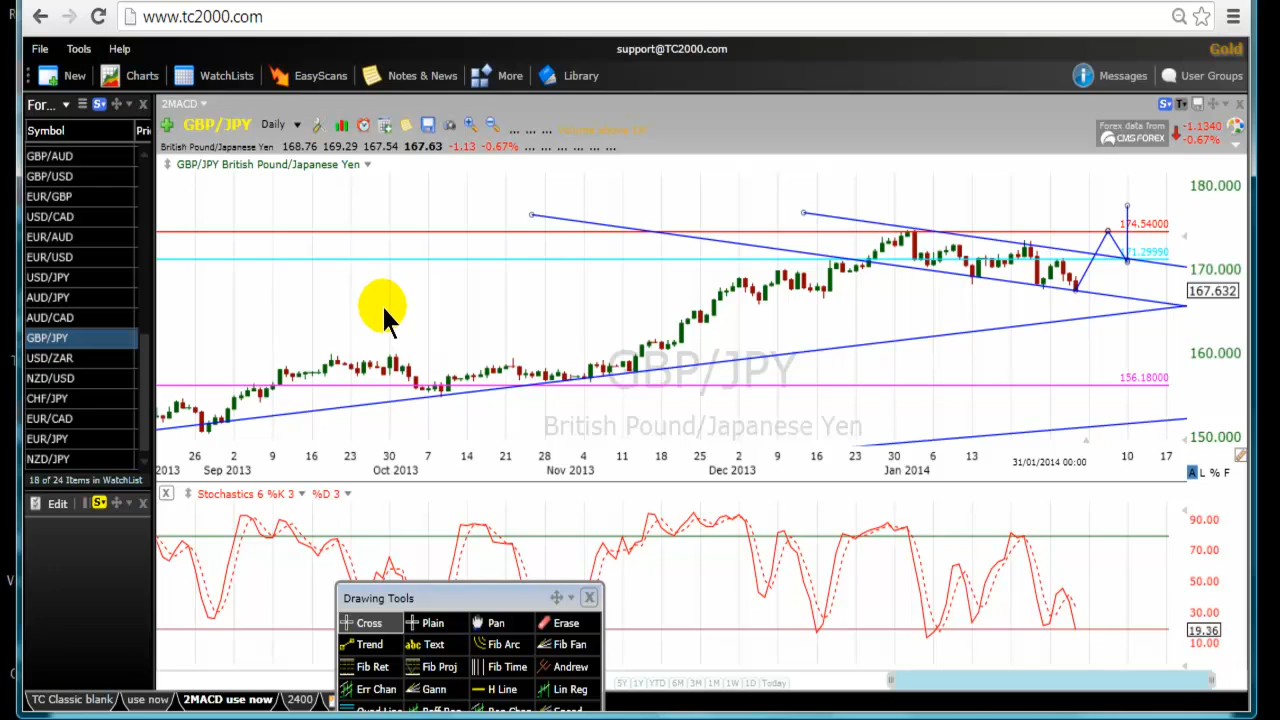 www.tc2000.com
File Tools Help support@TC2000.com Gold
New Charts WatchLists EasyScans Notes & News More Library Messages User Groups
For...
2MACD
Symbol
GBP/JPY Daily ... ... ...
Forex data from
CMS FOREX
-1.1340
-0.67%
British Pound/Japanese Yen 168.76 169.29 167.54 167.63 -1.13 -0.67% ... ... ... ... ... ...
GBP/JPY British Pound/Japanese Yen
GBP/AUD
GBP/USD
EUR/GBP
USD/CAD
EUR/AUD
EUR/USD
USD/JPY
AUD/JPY
AUD/CAD
GBP/JPY
USD/ZAR
NZD/USD
CHF/JPY
EUR/CAD
EUR/JPY
NZD/JPY
18 of 24 Items in WatchList
Edit
180.000
174.54000
170.000
167.632
160.000
156.18000
150.000
GBP/JPY
British Pound/Japanese Yen
26 2 9 16 23 30 7 14 21 28 4 11 18 25 2 9 16 23 30 6 13 10 17
2013 Sep 2013 Oct 2013 Nov 2013 Dec 2013 Jan 2014 31/01/2014 00:00
A L % F
Stochastics 6 %K 3 %D 3
90.00
70.00
50.00
30.00
19.36
10.00
Drawing Tools
Cross Plain Pan Erase
Trend Text Fib Arc Fib Fan
Fib Ret Fib Proj Fib Time Andrew
Err Chan Gann H Line Lin Reg
5Y 1Y YTD 6M 3M 1M 1W 1D Today
TC Classic blank use now 2MACD use now 2400